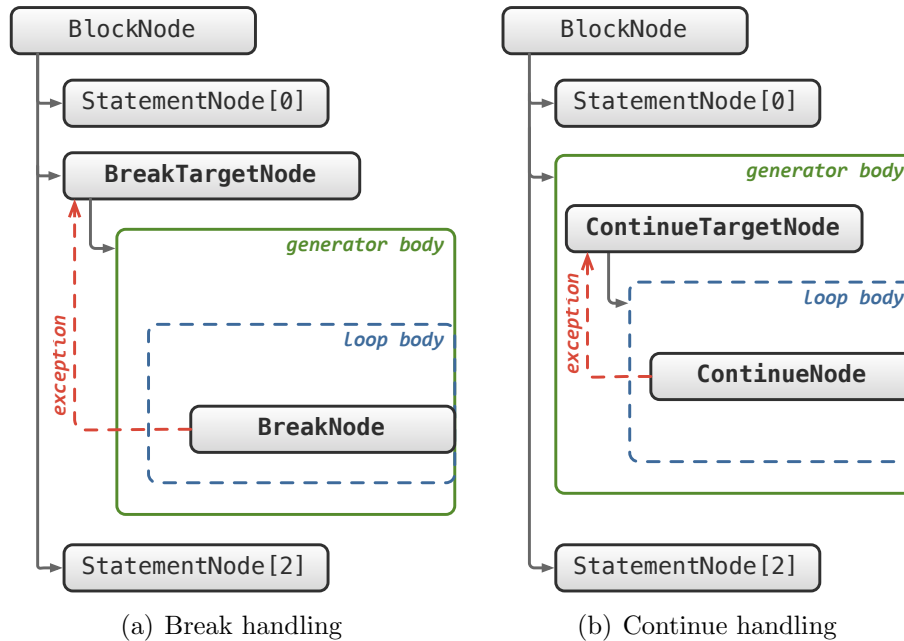 BlockNode
StatementNode[0]
BreakTargetNode
generator body
loop body
exception
BreakNode
StatementNode[2]
(a) Break handling
BlockNode
StatementNode[0]
generator body
ContinueTargetNode
loop body
exception
ContinueNode
StatementNode[2]
(b) Continue handling